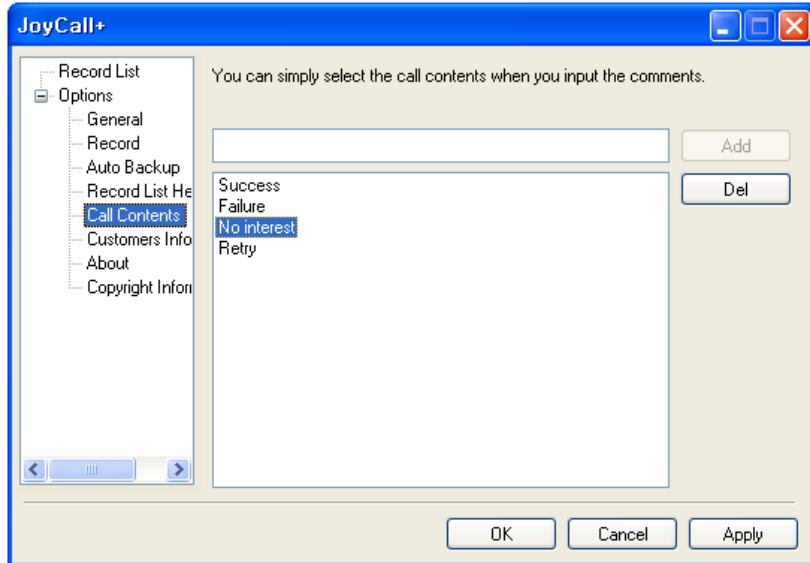 JoyCall+
Record List
Options
General
Record
Auto Backup
Record List He
Call Contents
Customers Info
About
Copyright Infor
You can simply select the call contents when you input the comments.
Add
Success
Failure
No interest
Retry
Del
OK
Cancel
Apply